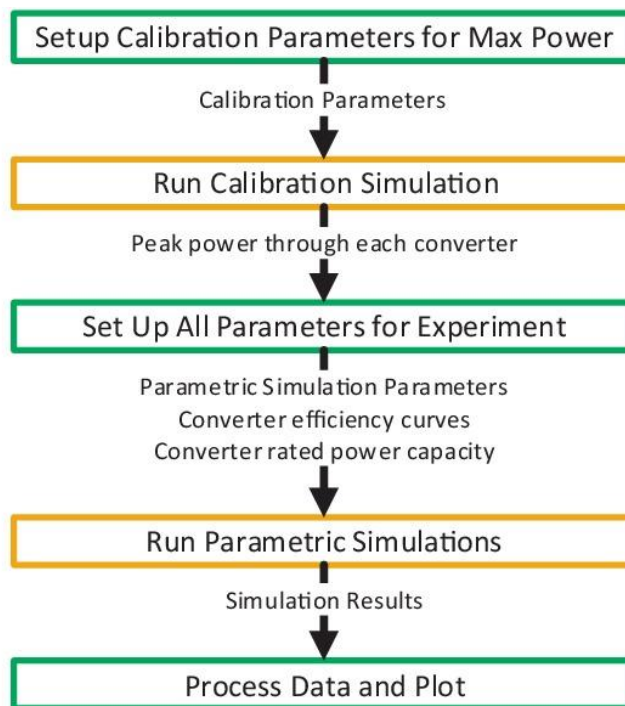 Setup Calibration Parameters for Max Power
Calibration Parameters
Run Calibration Simulation
Peak power through each converter
Set Up All Parameters for Experiment
Parametric Simulation Parameters
Converter efficiency curves
Converter rated power capacity
Run Parametric Simulations
Simulation Results
Process Data and Plot